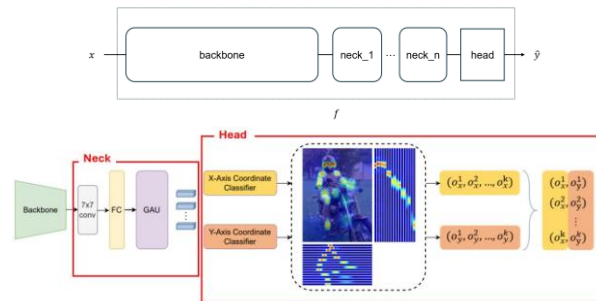 x backbone neck_1 ... neck_n head ŷ
f
Neck
Head
Backbone
7x7
conv
FC
GAU
X-Axis Coordinate
Classifier
Y-Axis Coordinate
Classifier
(o_x^1, o_x^2, ..., o_x^k)
(o_y^1, o_y^2, ..., o_y^k)
(o_x^1, o_y^1)
(o_x^2, o_y^2)
⋮
(o_x^k, o_y^k)